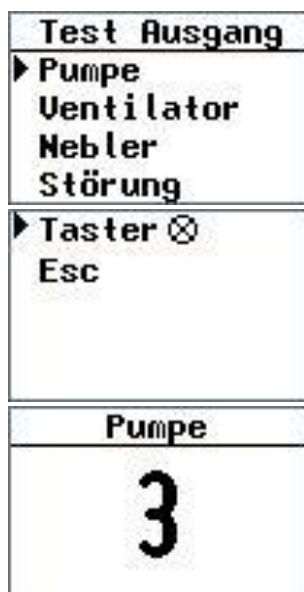 Test Ausgang
Pumpe
Ventilator
Nebler
Störung
Taster ⊗
Esc
Pumpe
3